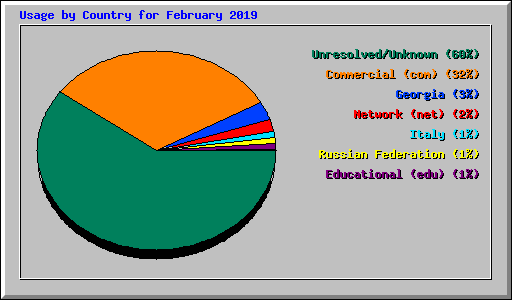 Usage by Country for February 2019
Unresolved/Unknown (60%)
Commercial (com) (32%)
Georgia (3%)
Network (net) (2%)
Italy (1%)
Russian Federation (1%)
Educational (edu) (1%)